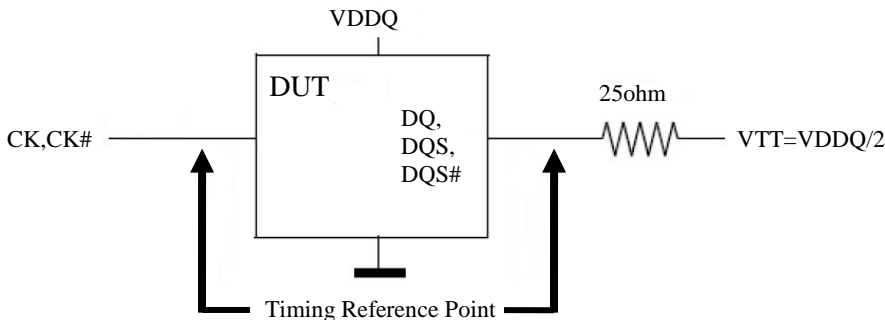 VDDQ
DUT
25ohm
CK,CK#
DQ,
DQS,
DQS#
VTT=VDDQ/2
Timing Reference Point